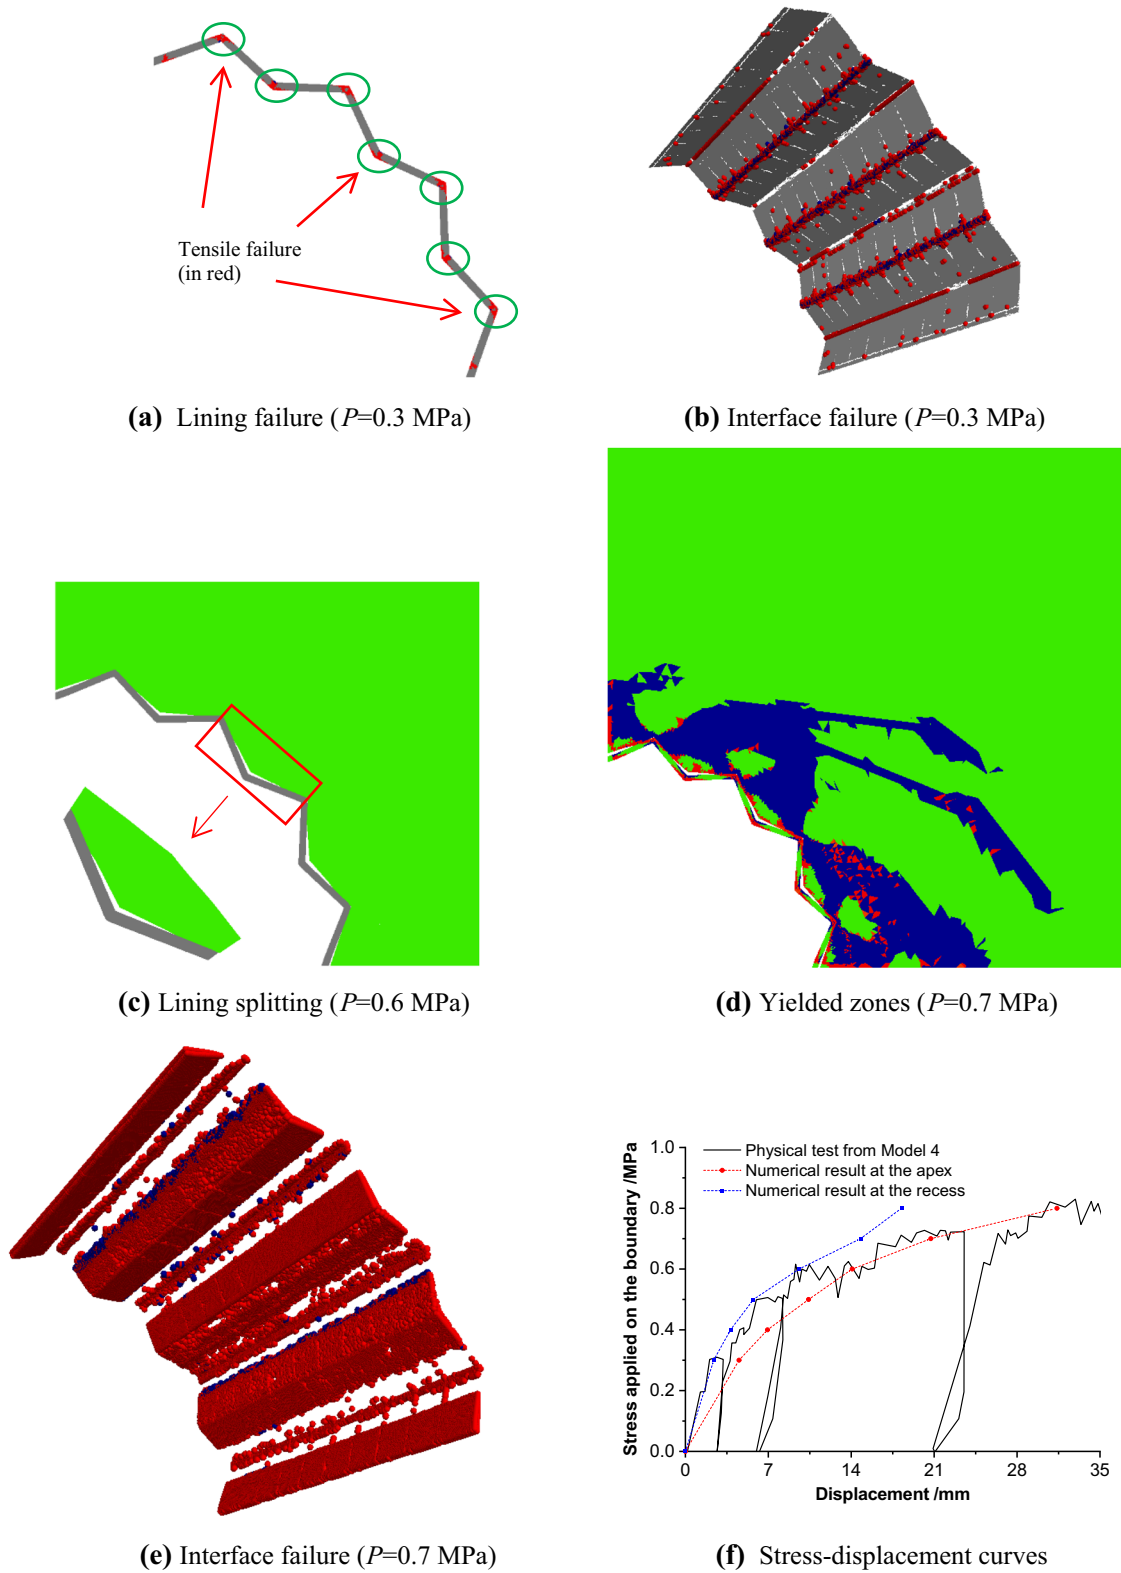 Tensile failure
(in red)
(a) Lining failure (P=0.3 MPa)
(b) Interface failure (P=0.3 MPa)
(c) Lining splitting (P=0.6 MPa)
(d) Yielded zones (P=0.7 MPa)
Physical test from Model 4
Numerical result at the apex
Numerical result at the recess
Stress applied on the boundary /MPa
1.0
0.8
0.6
0.4
0.2
0.0
0 7 14 21 28 35
Displacement /mm
(e) Interface failure (P=0.7 MPa)
(f) Stress-displacement curves